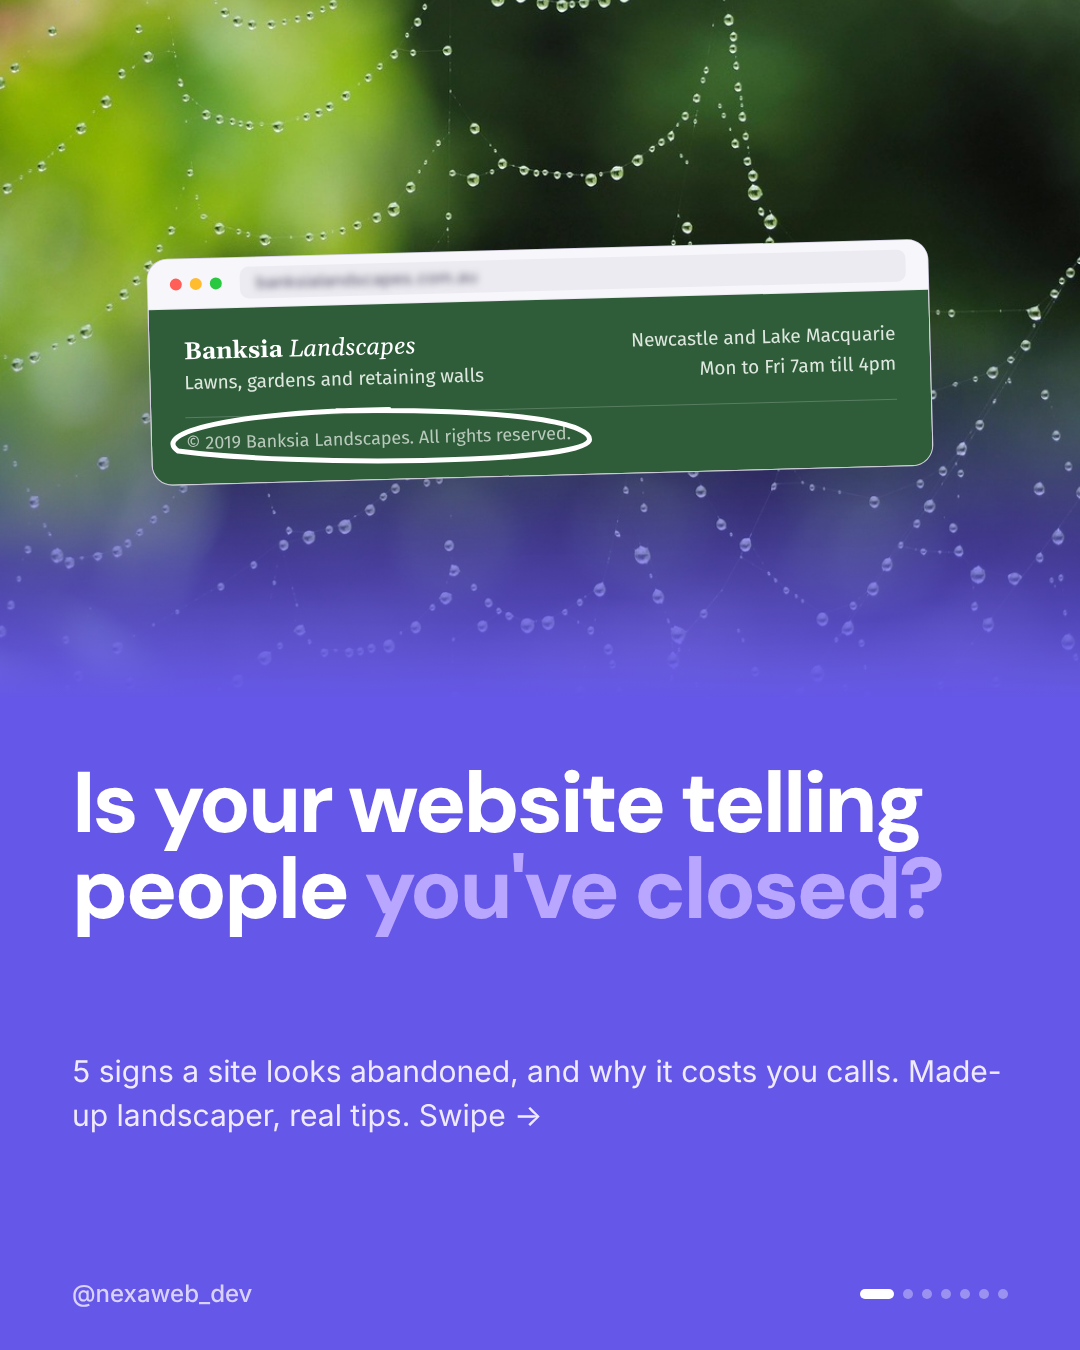 Banksia Landscapes
Lawns, gardens and retaining walls
Newcastle and Lake Macquarie
Mon to Fri 7am till 4pm
© 2019 Banksia Landscapes. All rights reserved.
Is your website telling
people you've closed?
5 signs a site looks abandoned, and why it costs you calls. Made-
up landscaper, real tips. Swipe →
@nexaweb_dev